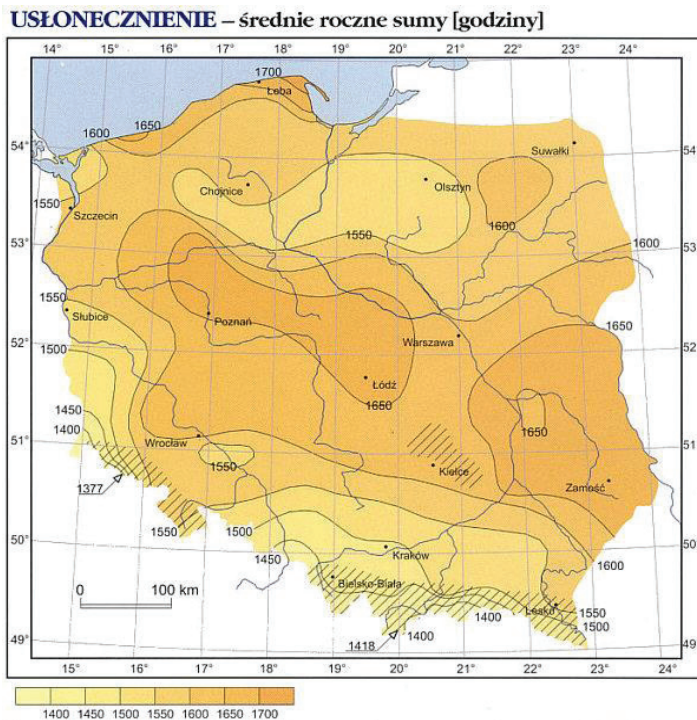 USŁONECZNIENIE – średnie roczne sumy [godziny]
14° 15° 16° 17° 18° 19° 20° 21° 22° 23° 24°
1700
Łeba
1650
1600
54°
Suwałki
54
Chojnice
Olsztyn
1550
Szczecin
1600
1550
53°
1600
53
1550
Słubice
Poznań
1650
Warszawa
52°
52
1500
Łódź
1650
1450
1650
1400
51°
Wrocław
51
1550
Kielce
1377
Zamość
1550
1500
50°
Kraków
50
1450
1600
Bielsko-Biała
0 100 km
Lesko
1550
1400
1500
1400
49°
1418
49
15° 16° 17° 18° 19° 20° 21° 22° 23° 24°
1400 1450 1500 1550 1600 1650 1700